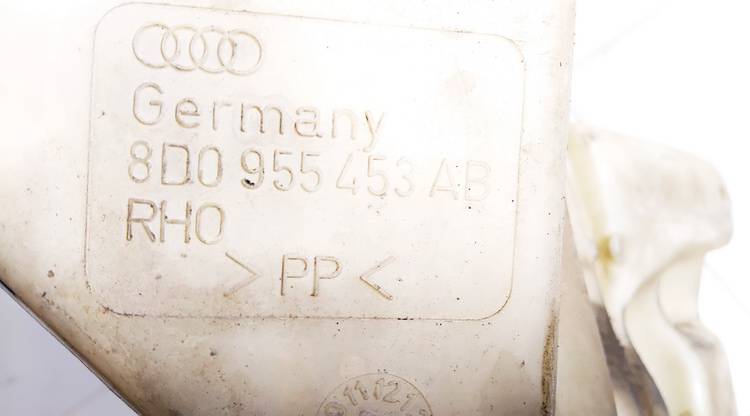 Germany
8D0 955 453 AB
RHO
>PP<